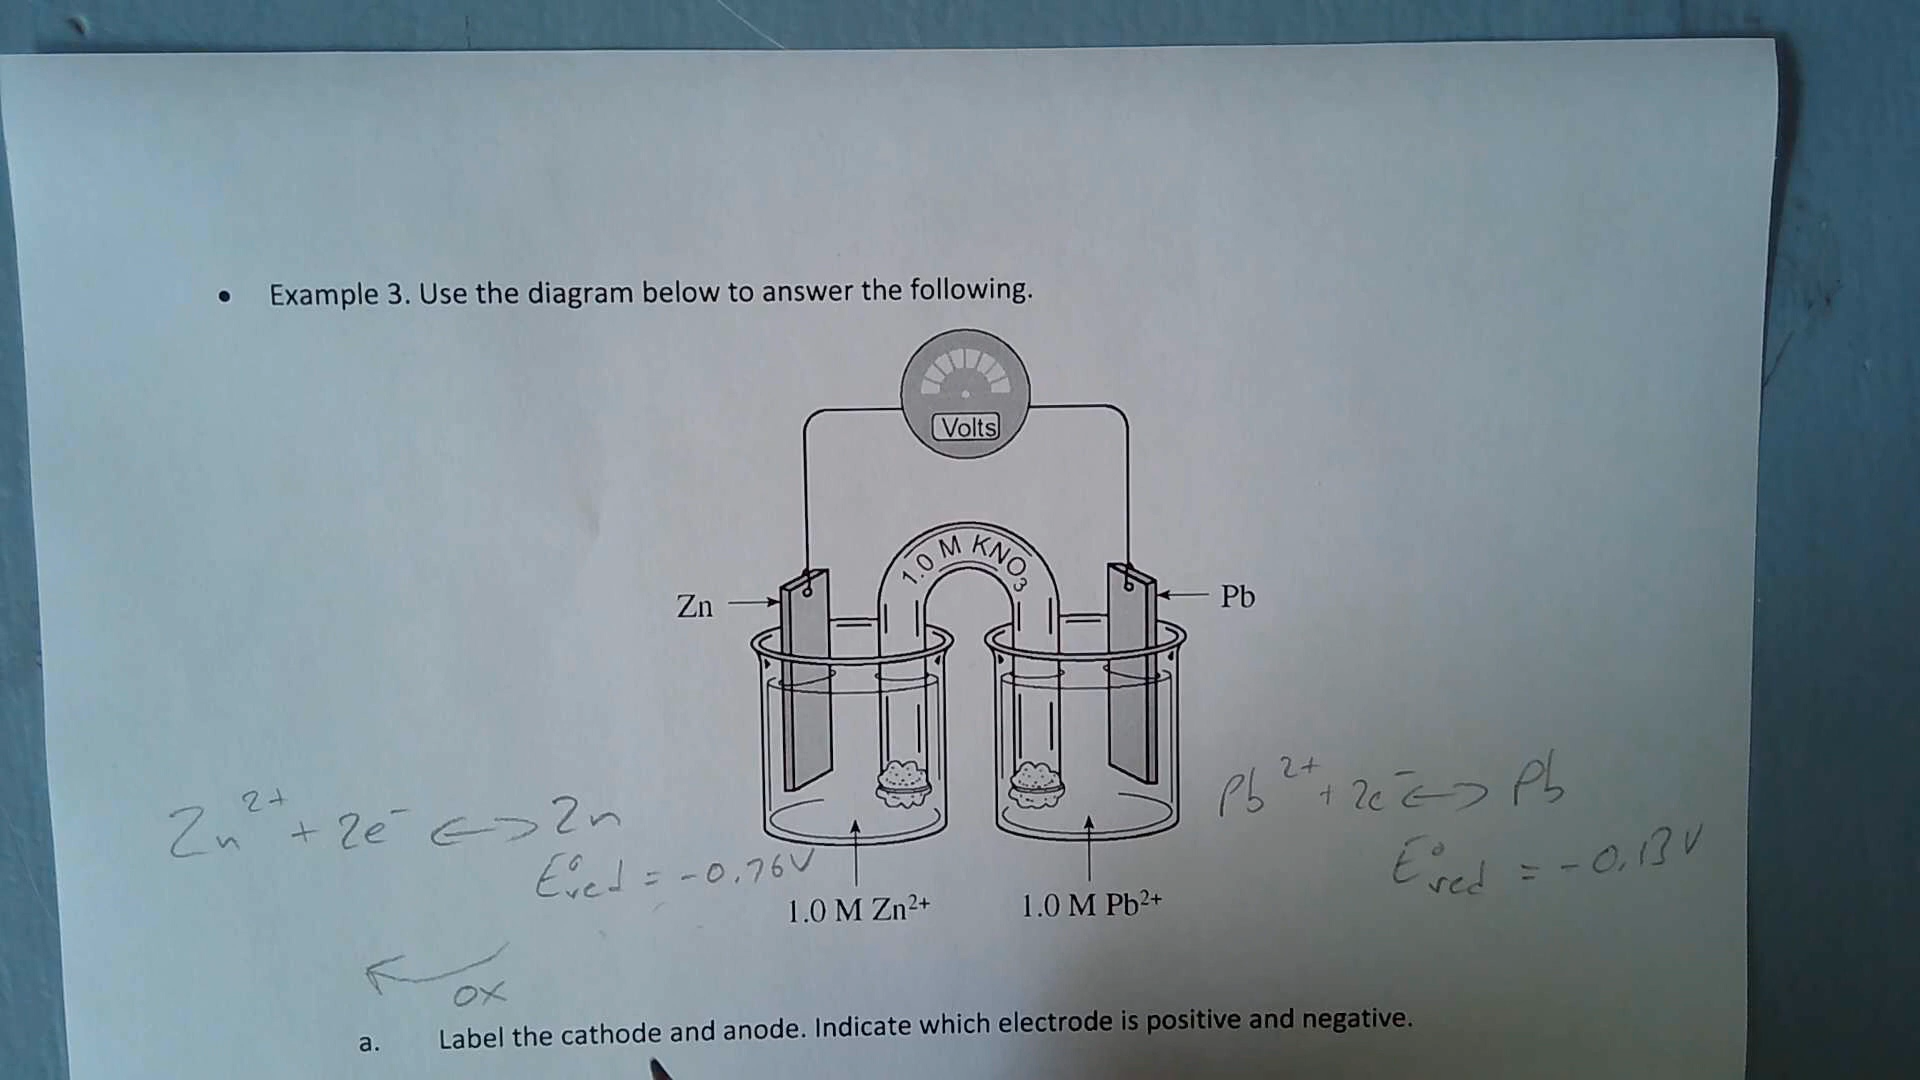 • Example 3. Use the diagram below to answer the following.
Volts
1.0 M KNO₃
Zn
Pb
Zn²⁺ + 2e⁻ ⟷ Zn
E°red = -0.76V
Pb²⁺ + 2e⁻ ⟷ Pb
E°red = -0.13V
1.0 M Zn²⁺
1.0 M Pb²⁺
ox
a. Label the cathode and anode. Indicate which electrode is positive and negative.